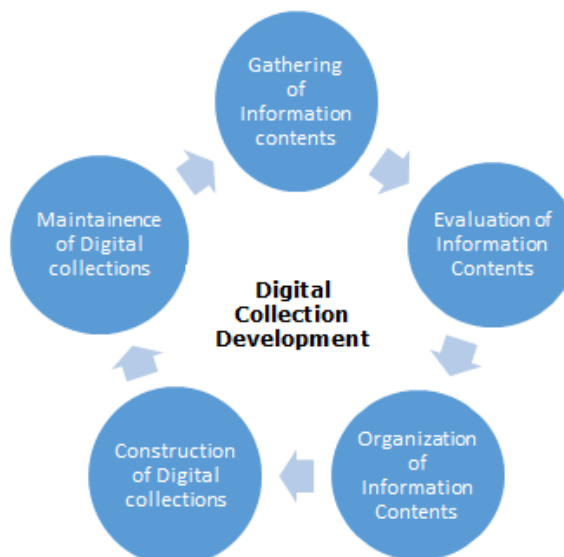 Gathering
of
Information
contents
Evaluation of
Information
Contents
Organization
of
Information
Contents
Construction
of Digital
collections
Maintainence
of Digital
collections
Digital
Collection
Development